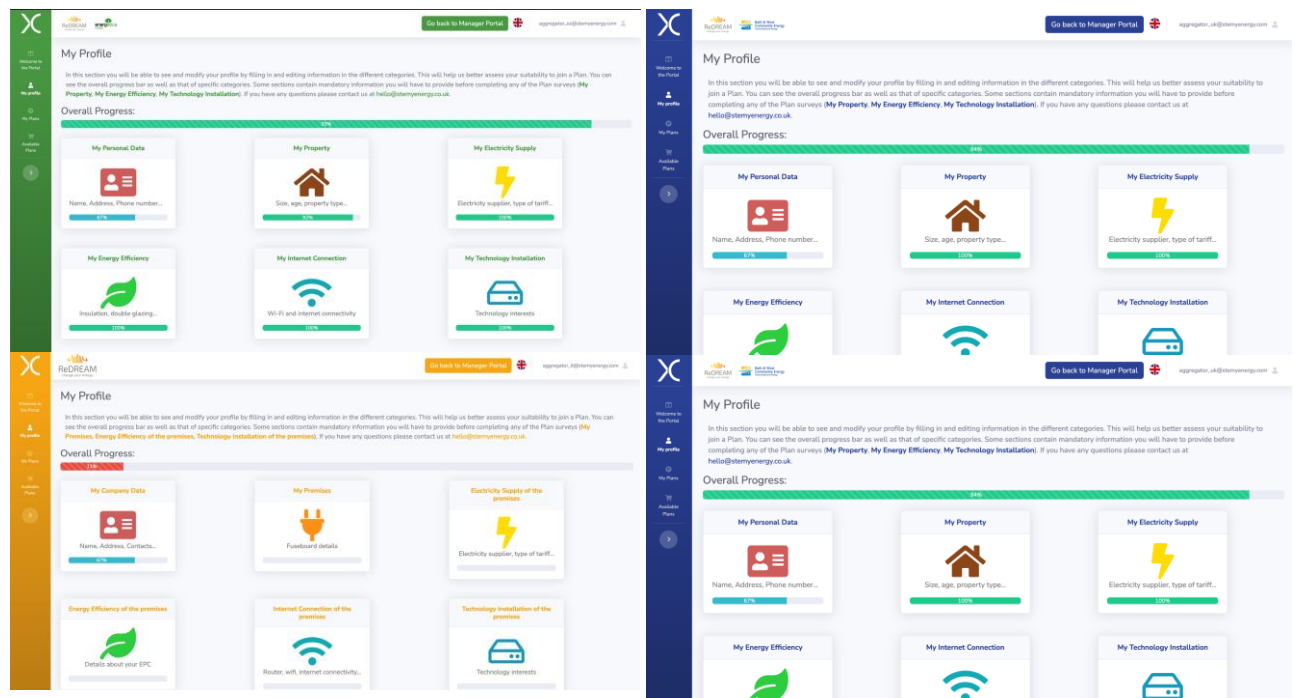 ReDREAM
Go back to Manager Portal
My Profile
In this section you will be able to see and modify your profile by filling in and editing information in the different categories. This will help us better assess your suitability to join a Plan. You can
see the overall progress bar as well as that of specific categories. Some sections contain mandatory information you will have to provide before completing any of the Plan surveys (My
Property, My Energy Efficiency, My Technology Installation). If you have any questions please contact us at hello@stemyenergy.co.uk.
Overall Progress:
93%
My Personal Data
My Property
My Electricity Supply
Name, Address, Phone number...
Size, age, property type...
Electricity supplier, type of tariff...
67%
92%
100%
My Energy Efficiency
My Internet Connection
My Technology Installation
Insulation, double glazing...
Wi-Fi and internet connectivity
Technology interests
100%
100%
100%
Welcome to
the Portal
My profile
My Plans
Available
Plans
ReDREAM
Bath & West
Community Energy
Go back to Manager Portal
aggregator_uk@stemyenergy.com
Welcome to
the Portal
My profile
My Plans
Available
Plans
My Profile
In this section you will be able to see and modify your profile by filling in and editing information in the different categories. This will help us better assess your suitability to
join a Plan. You can see the overall progress bar as well as that of specific categories. Some sections contain mandatory information you will have to provide before
completing any of the Plan surveys (My Property, My Energy Efficiency, My Technology Installation). If you have any questions please contact us at
hello@stemyenergy.co.uk.
Overall Progress:
94%
My Personal Data
My Property
My Electricity Supply
Name, Address, Phone number...
Size, age, property type...
Electricity supplier, type of tariff...
67%
100%
100%
My Energy Efficiency
My Internet Connection
My Technology Installation
ReDREAM
Go back to Manager Portal
aggregator_it@stemyenergy.com
Welcome to
the Portal
My profile
My Plans
Available
Plans
My Profile
In this section you will be able to see and modify your profile by filling in and editing information in the different categories. This will help us better assess your suitability to join a Plan. You can
see the overall progress bar as well as that of specific categories. Some sections contain mandatory information you will have to provide before completing any of the Plan surveys (My
Premises, Energy Efficiency of the premises, Technology Installation of the premises). If you have any questions please contact us at hello@stemyenergy.co.uk.
Overall Progress:
My Company Data
My Premises
Electricity Supply of the
premises
Name, Address, Contacts...
Fuseboard details
Electricity supplier, type of tariff...
67%
Energy Efficiency of the premises
Internet Connection of the
premises
Technology Installation of the
premises
Details about your EPC
Router, wifi, internet connectivity...
Technology interests
ReDREAM
Bath & West
Community Energy
Go back to Manager Portal
aggregator_uk@stemyenergy.com
Welcome to
the Portal
My profile
My Plans
Available
Plans
My Profile
In this section you will be able to see and modify your profile by filling in and editing information in the different categories. This will help us better assess your suitability to
join a Plan. You can see the overall progress bar as well as that of specific categories. Some sections contain mandatory information you will have to provide before
completing any of the Plan surveys (My Property, My Energy Efficiency, My Technology Installation). If you have any questions please contact us at
hello@stemyenergy.co.uk.
Overall Progress:
94%
My Personal Data
My Property
My Electricity Supply
Name, Address, Phone number...
Size, age, property type...
Electricity supplier, type of tariff...
67%
100%
100%
My Energy Efficiency
My Internet Connection
My Technology Installation